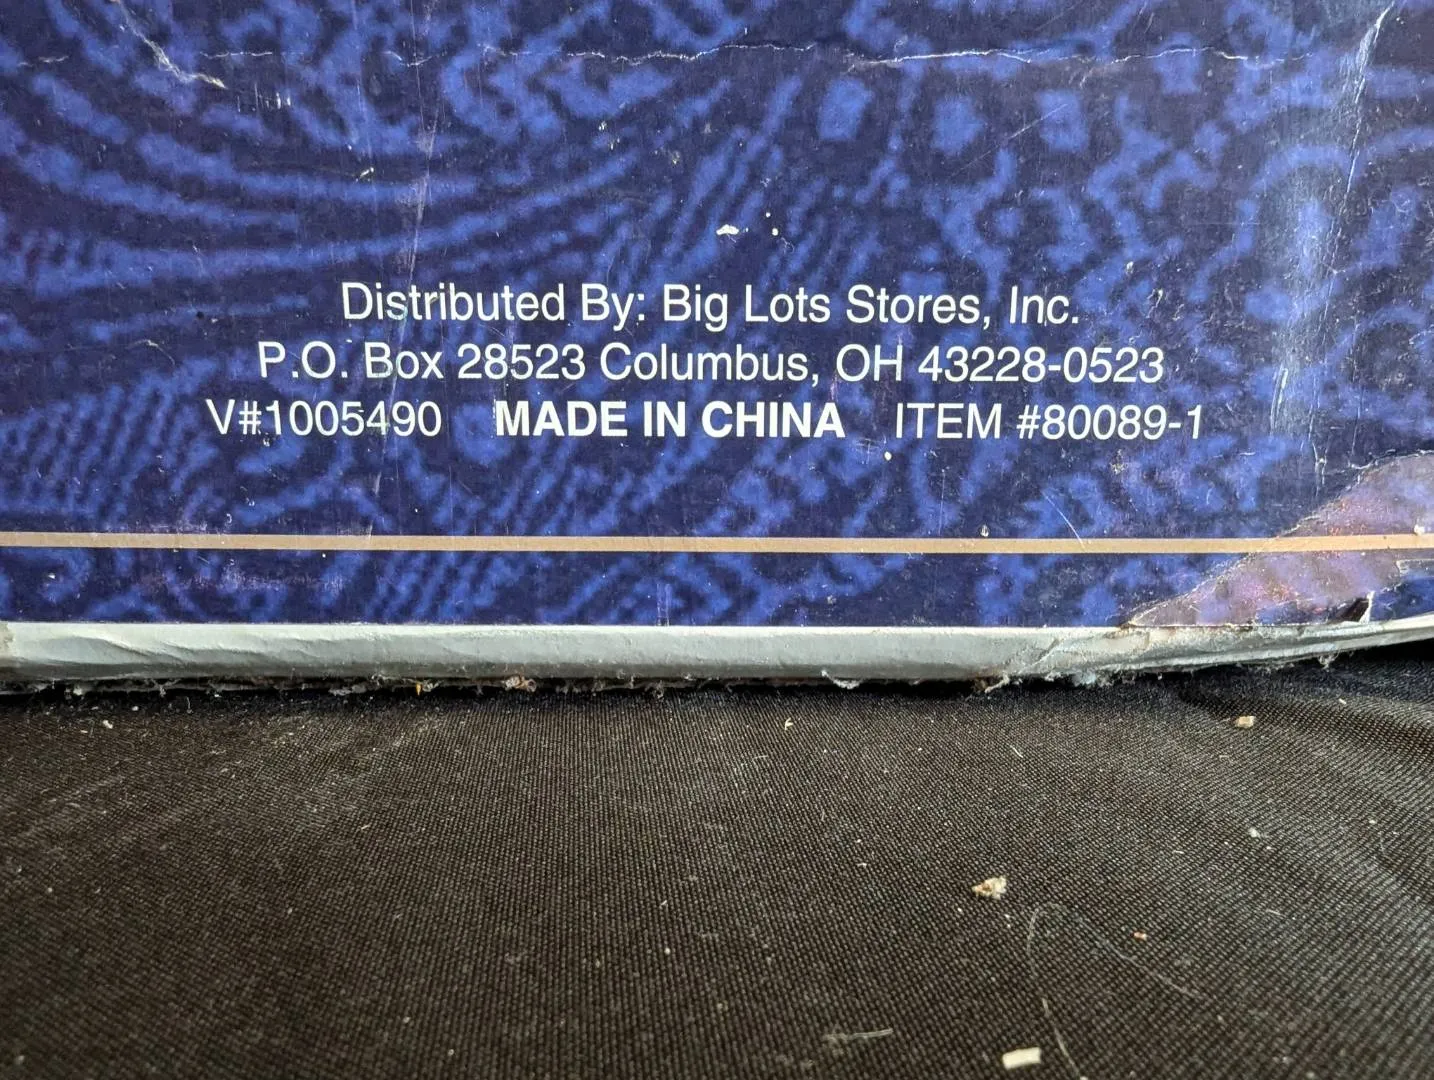 Distributed By: Big Lots Stores, Inc.
P.O. Box 28523 Columbus, OH 43228-0523
V#1005490 MADE IN CHINA ITEM #80089-1